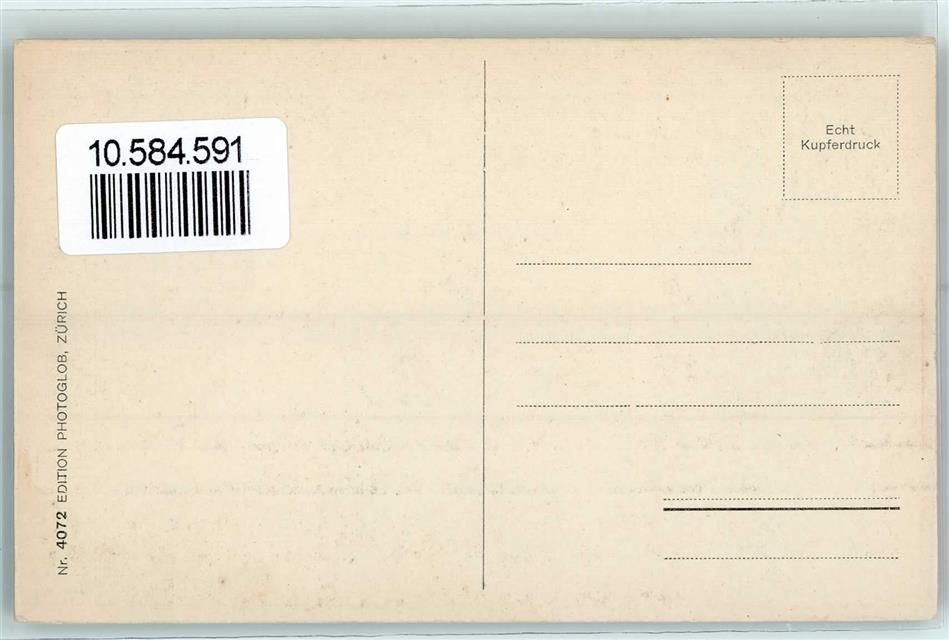 10.584.591
Echt
Kupferdruck
Nr. 4072 EDITION PHOTOGLOB, ZÜRICH